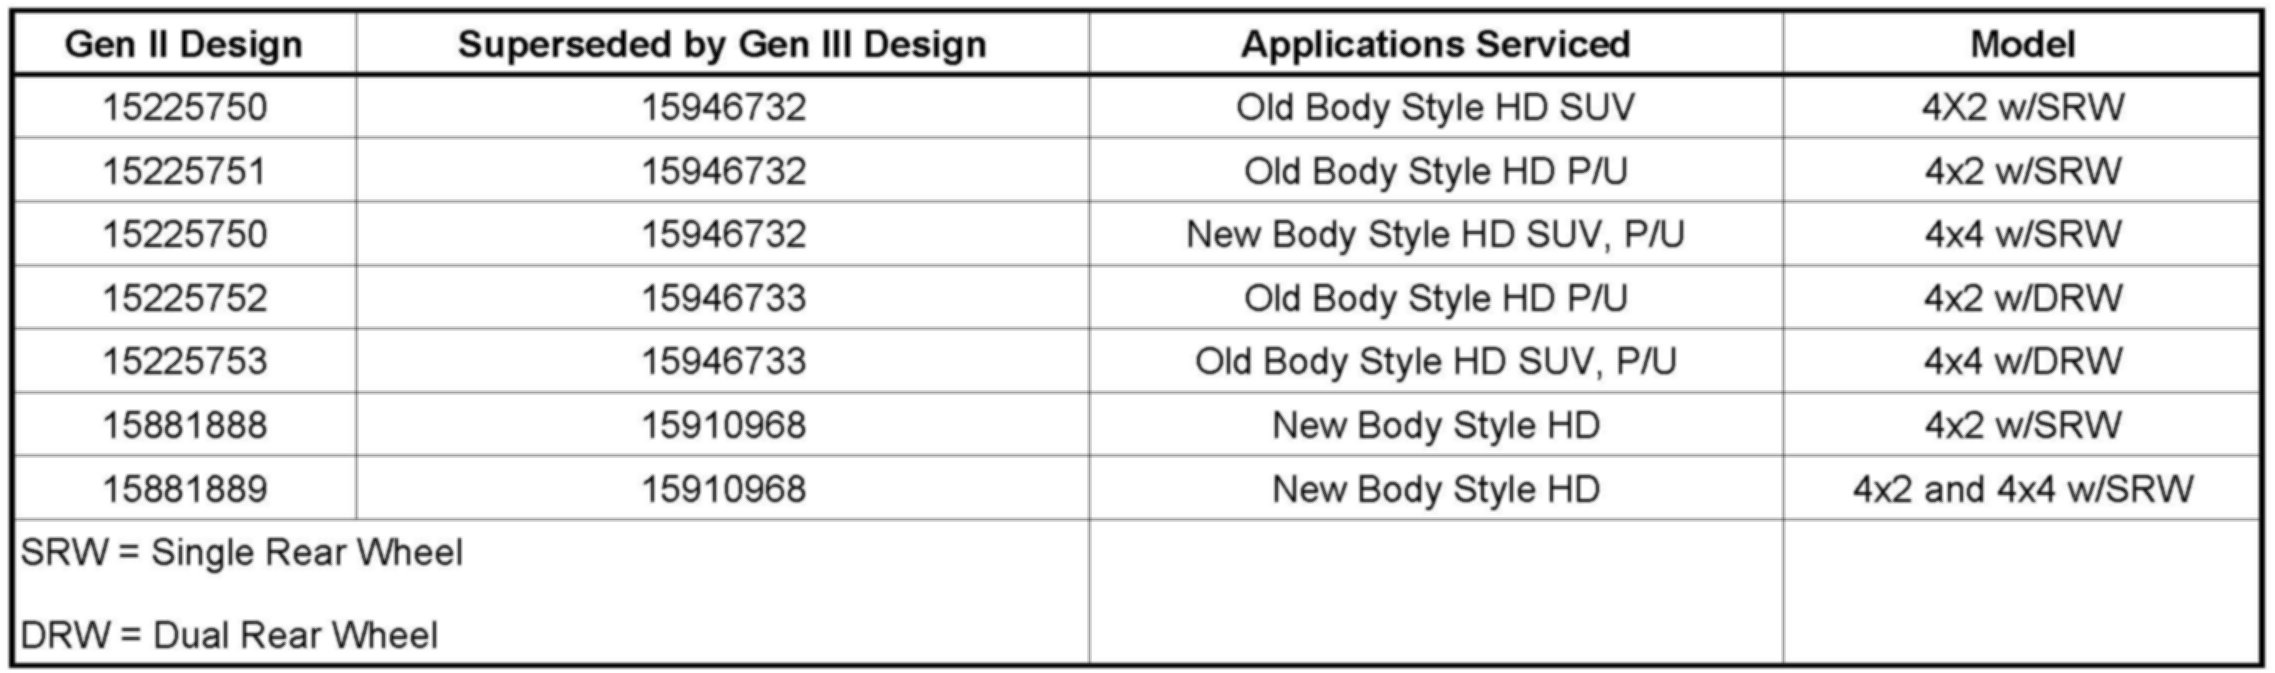 Gen II Design Superseded by Gen III Design Applications Serviced Model
15225750 15946732 Old Body Style HD SUV 4X2 w/SRW
15225751 15946732 Old Body Style HD P/U 4x2 w/SRW
15225750 15946732 New Body Style HD SUV, P/U 4x4 w/SRW
15225752 15946733 Old Body Style HD P/U 4x2 w/DRW
15225753 15946733 Old Body Style HD SUV, P/U 4x4 w/DRW
15881888 15910968 New Body Style HD 4x2 w/SRW
15881889 15910968 New Body Style HD 4x2 and 4x4 w/SRW
SRW = Single Rear Wheel
DRW = Dual Rear Wheel